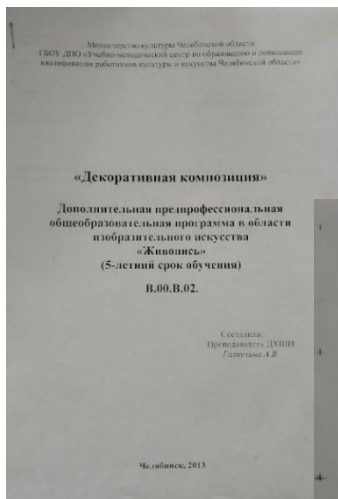 Министерство культуры Челябинской области
ГБОУ ДПО «Учебно-методический центр по образованию и повышению
квалификации работников культуры и искусства Челябинской области»
«Декоративная композиция»
Дополнительная предпрофессиональная
общеобразовательная программа в области
изобразительного искусства
«Живопись»
(5-летний срок обучения)
В.00.В.02.
Составила:
Преподаватель ДХШИ
А.В.
Челябинск, 2013